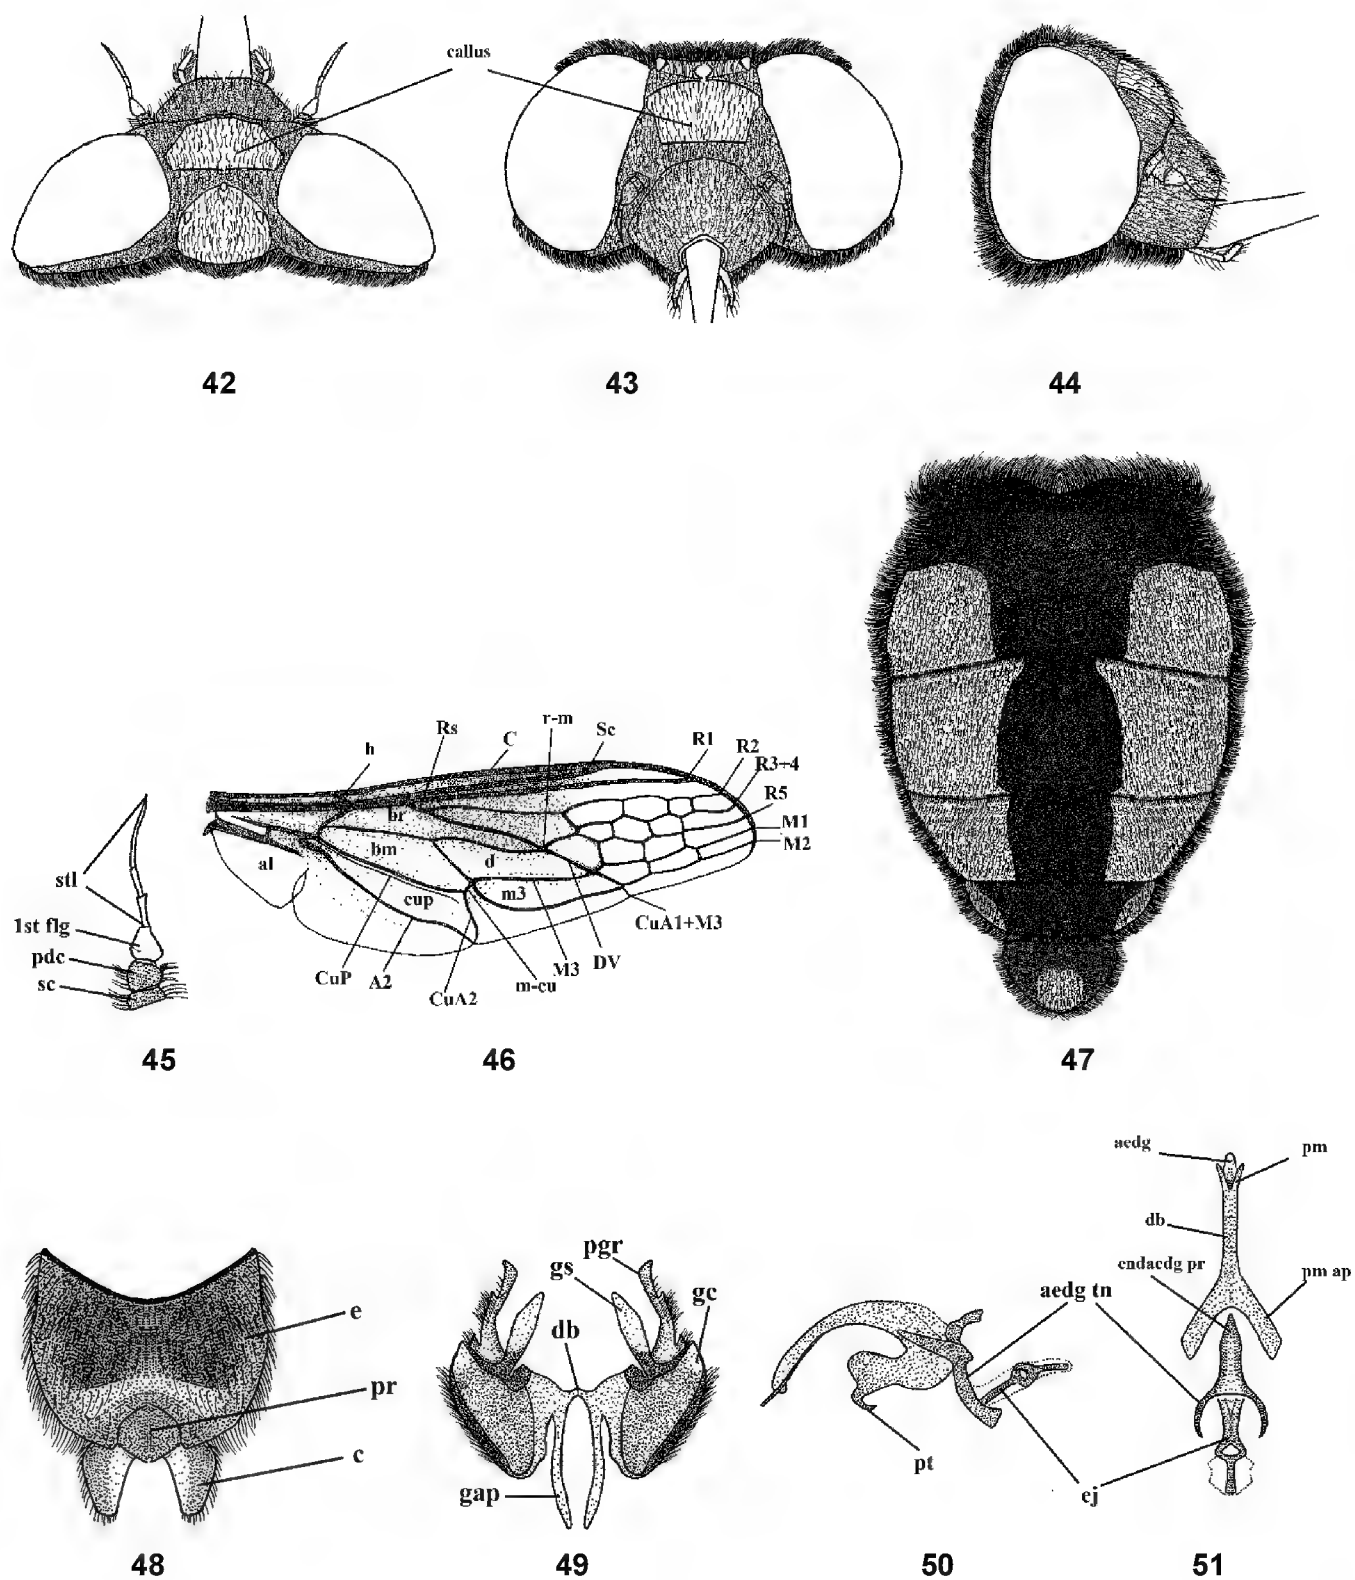 callus
42
43
44
h
Rs
C
r-m
Sc
R1
R2
R3+4
R5
M1
M2
br
bm
d
al
cup
m3
CuA1+M3
DV
M3
m-cu
CuA2
A2
CuP
stl
1st flg
pdc
sc
45
46
47
e
pr
c
48
pgr
gs
gc
db
gap
49
aedg tn
pt
ej
50
aedg
pm
db
cndaedg pr
pm ap
51